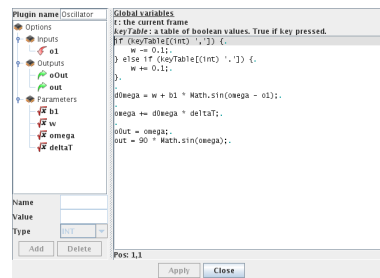 Plugin name Oscillator
Options
Inputs
o1
Outputs
oOut
out
Parameters
b1
w
omega
deltaT
Name
Value
Type INT
Add Delete
Global variables
t : the current frame
keyTable : a table of boolean values. True if key pressed.
if (keyTable[(int) ',']) {.
w -= 0.1;.
} else if (keyTable[(int) '.']) {.
w += 0.1;.
}.
.
dOmega = w + b1 * Math.sin(omega - o1);.
.
omega += dOmega * deltaT;.
.
oOut = omega;.
out = 90 * Math.sin(omega);.
Pos: 1,1
Apply Close